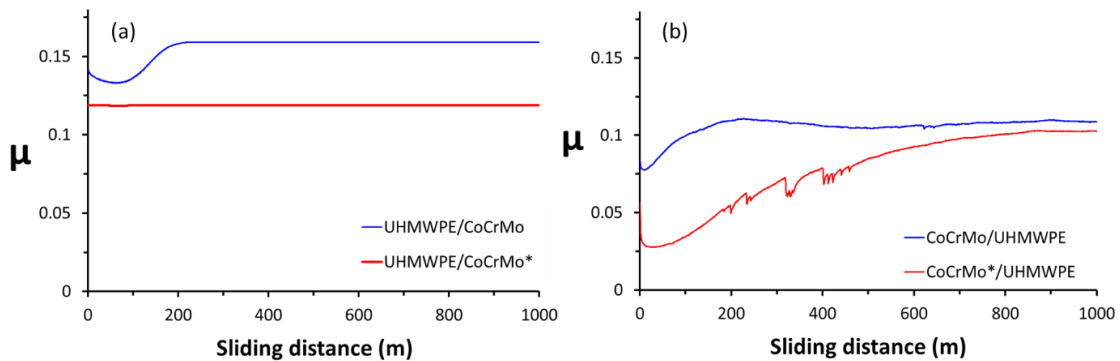 (a)
0.15
0.1
0.05
0
μ
UHMWPE/CoCrMo
UHMWPE/CoCrMo*
0 200 400 600 800 1000
Sliding distance (m)
(b)
0.15
0.1
0.05
0
μ
CoCrMo/UHMWPE
CoCrMo*/UHMWPE
0 200 400 600 800 1000
Sliding distance (m)